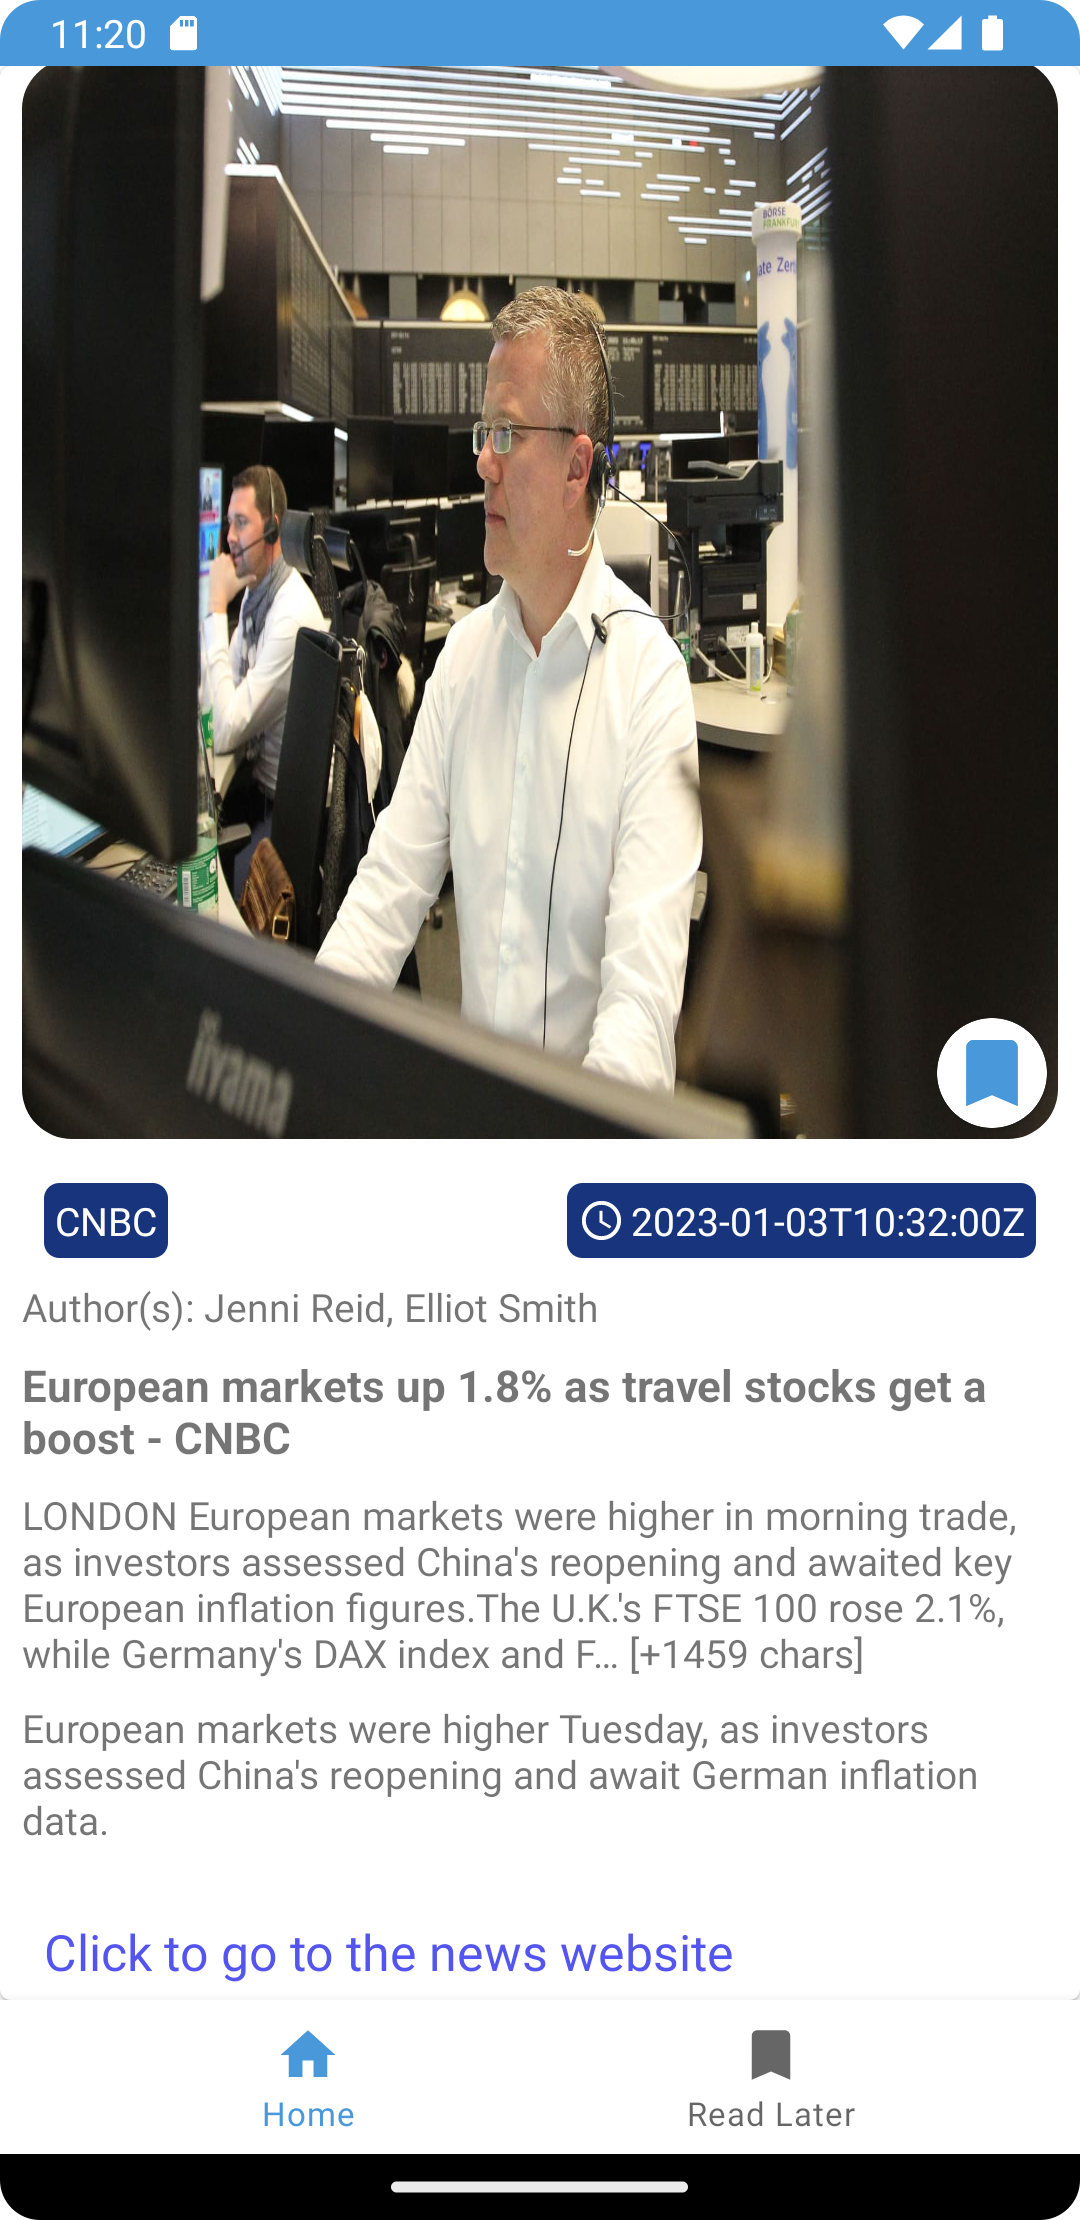 11:20
BÖRSE
FRANKFURT
ate Zen
iiyama
CNBC
2023-01-03T10:32:00Z
Author(s): Jenni Reid, Elliot Smith
European markets up 1.8% as travel stocks get a
boost - CNBC
LONDON European markets were higher in morning trade,
as investors assessed China's reopening and awaited key
European inflation figures.The U.K.'s FTSE 100 rose 2.1%,
while Germany's DAX index and F… [+1459 chars]
European markets were higher Tuesday, as investors
assessed China's reopening and await German inflation
data.
Click to go to the news website
Home
Read Later